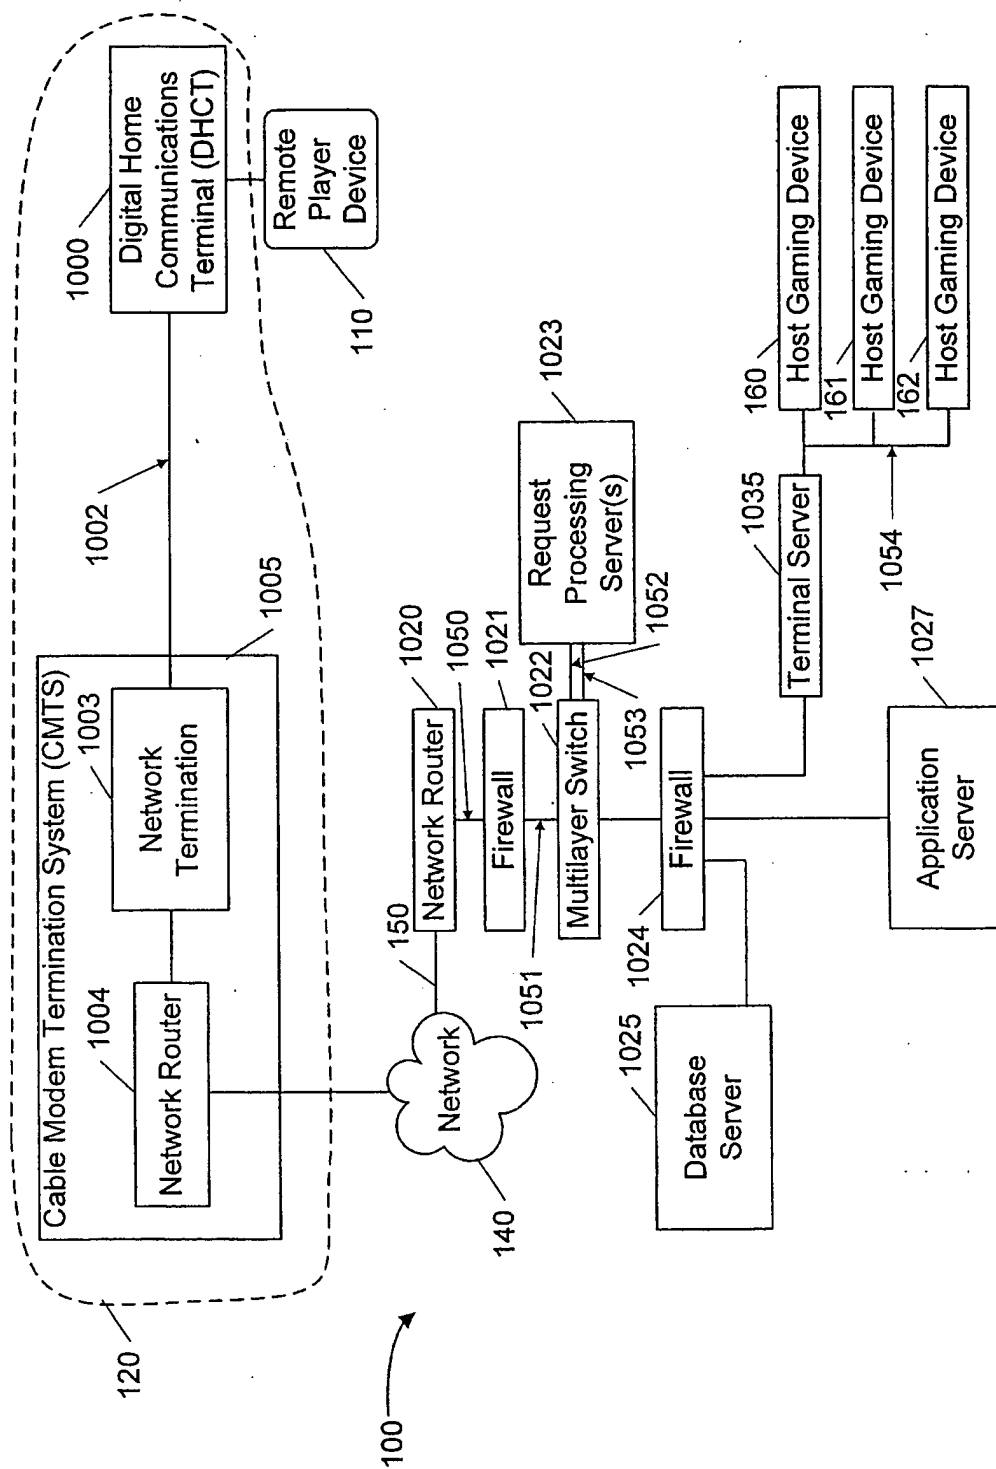 120
Cable Modem Termination System (CMTS)
1005
1004
Network Router
1003
Network
Termination
1002
1000
Digital Home
Communications
Terminal (DHCT)
Remote
Player
Device
110
100
140
Network
150
Network Router
1020
1050
Firewall
1021
1051
Multilayer Switch
1022
1053
1052
Request
Processing
Server(s)
1023
1024
Firewall
1025
Database
Server
Terminal Server
1035
1054
160
Host Gaming Device
161
Host Gaming Device
162
Host Gaming Device
Application
Server
1027